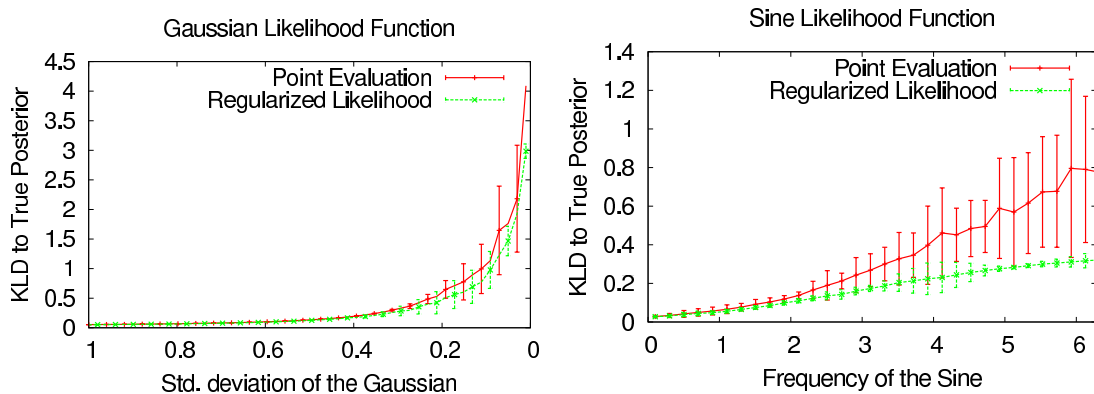 Gaussian Likelihood Function
Point Evaluation
Regularized Likelihood
KLD to True Posterior
4.5
4
3.5
3
2.5
2
1.5
1
0.5
0
1 0.8 0.6 0.4 0.2 0
Std. deviation of the Gaussian
Sine Likelihood Function
Point Evaluation
Regularized Likelihood
KLD to True Posterior
1.4
1.2
1
0.8
0.6
0.4
0.2
0
0 1 2 3 4 5 6
Frequency of the Sine